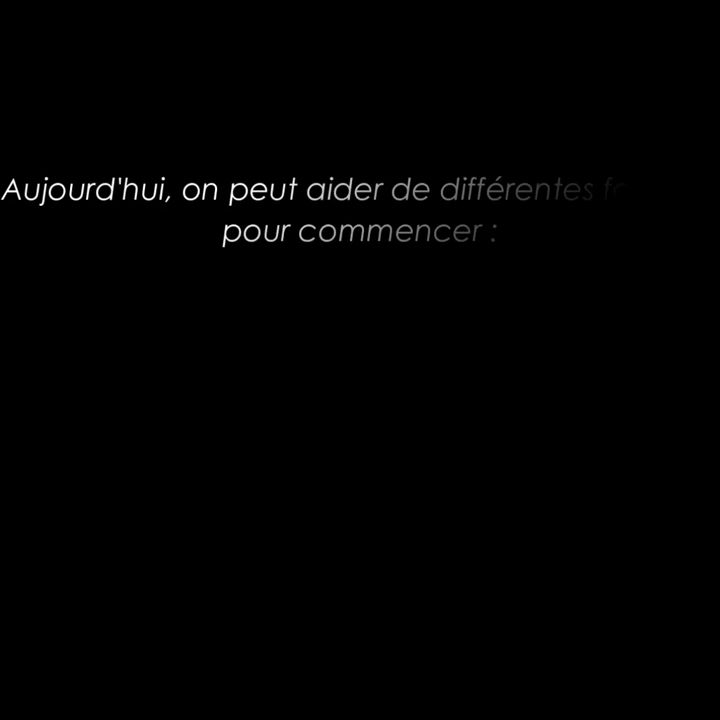 Aujourd'hui, on peut aider de différentes
pour commencer :